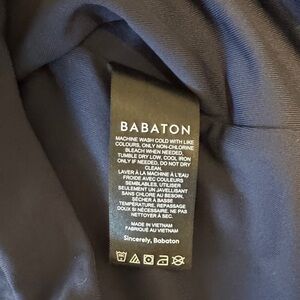 BABATON
MACHINE WASH COLD WITH LIKE
COLOURS, ONLY NON-CHLORINE
BLEACH WHEN NEEDED,
TUMBLE DRY LOW, COOL IRON
ONLY IF NEEDED, DO NOT DRY
CLEAN.
LAVER À LA MACHINE À L'EAU
FROIDE AVEC COULEURS
SEMBLABLES, UTILISER
SEULEMENT UN JAVELLISANT
SANS CHLORE AU BESOIN,
SÉCHER À BASSE
TEMPÉRATURE, REPASSAGE
DOUX SI NÉCESSAIRE, NE PAS
NETTOYER À SEC.
MADE IN VIETNAM
FABRIQUÉ AU VIETNAM
Sincerely, Babaton